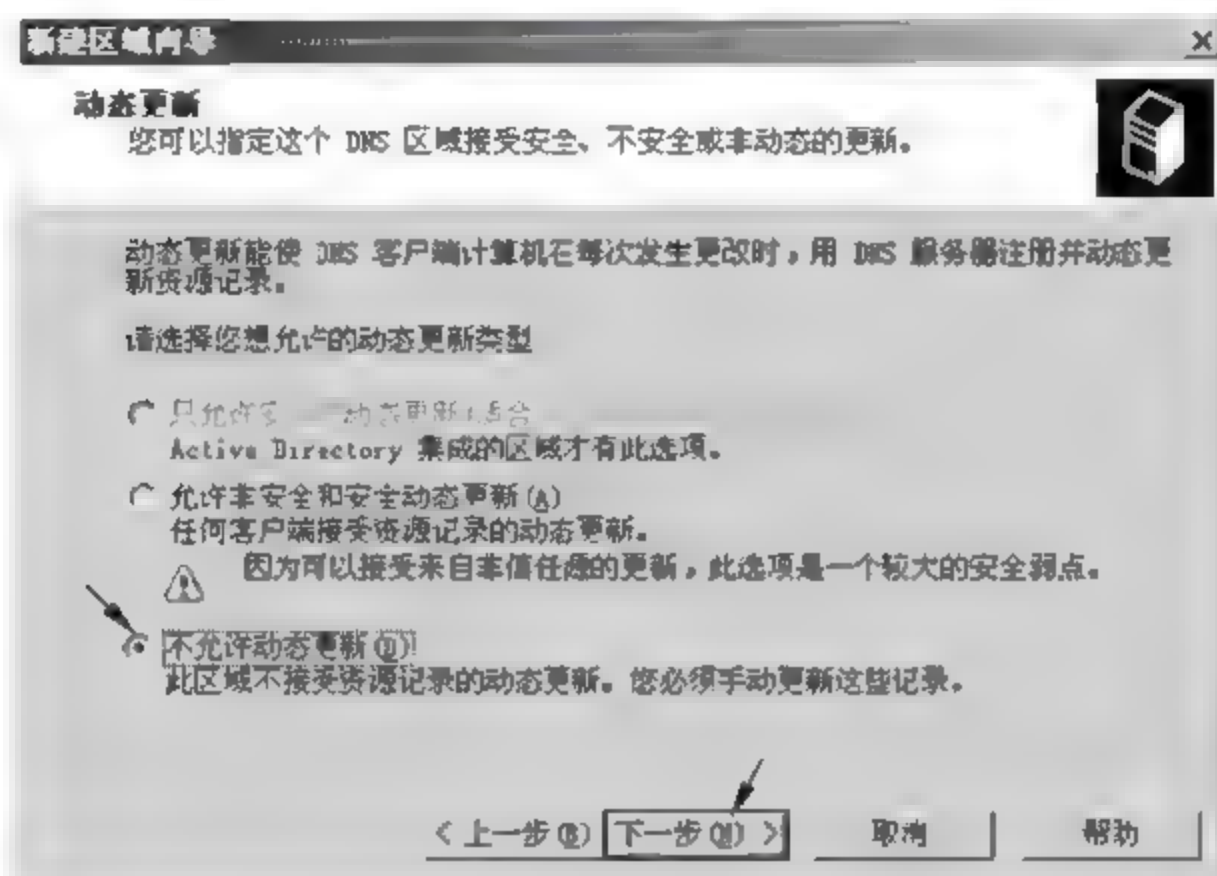 新建区域向导
动态更新
您可以指定这个 DNS 区域接受安全、不安全或非动态的更新。
动态更新能使 DNS 客户端计算机在每次发生更改时，用 DNS 服务器注册并动态更
新资源记录。
请选择您想允许的动态更新类型
只允许 动态更新 适合
Active Directory 集成的区域才有此选项。
允许非安全和安全动态更新(A)
任何客户端接受资源记录的动态更新。
因为可以接受来自非信任源的更新，此选项是一个较大的安全弱点。
不允许动态更新(D)
此区域不接受资源记录的动态更新。您必须手动更新这些记录。
< 上一步(B) 下一步(N) > 取消 帮助